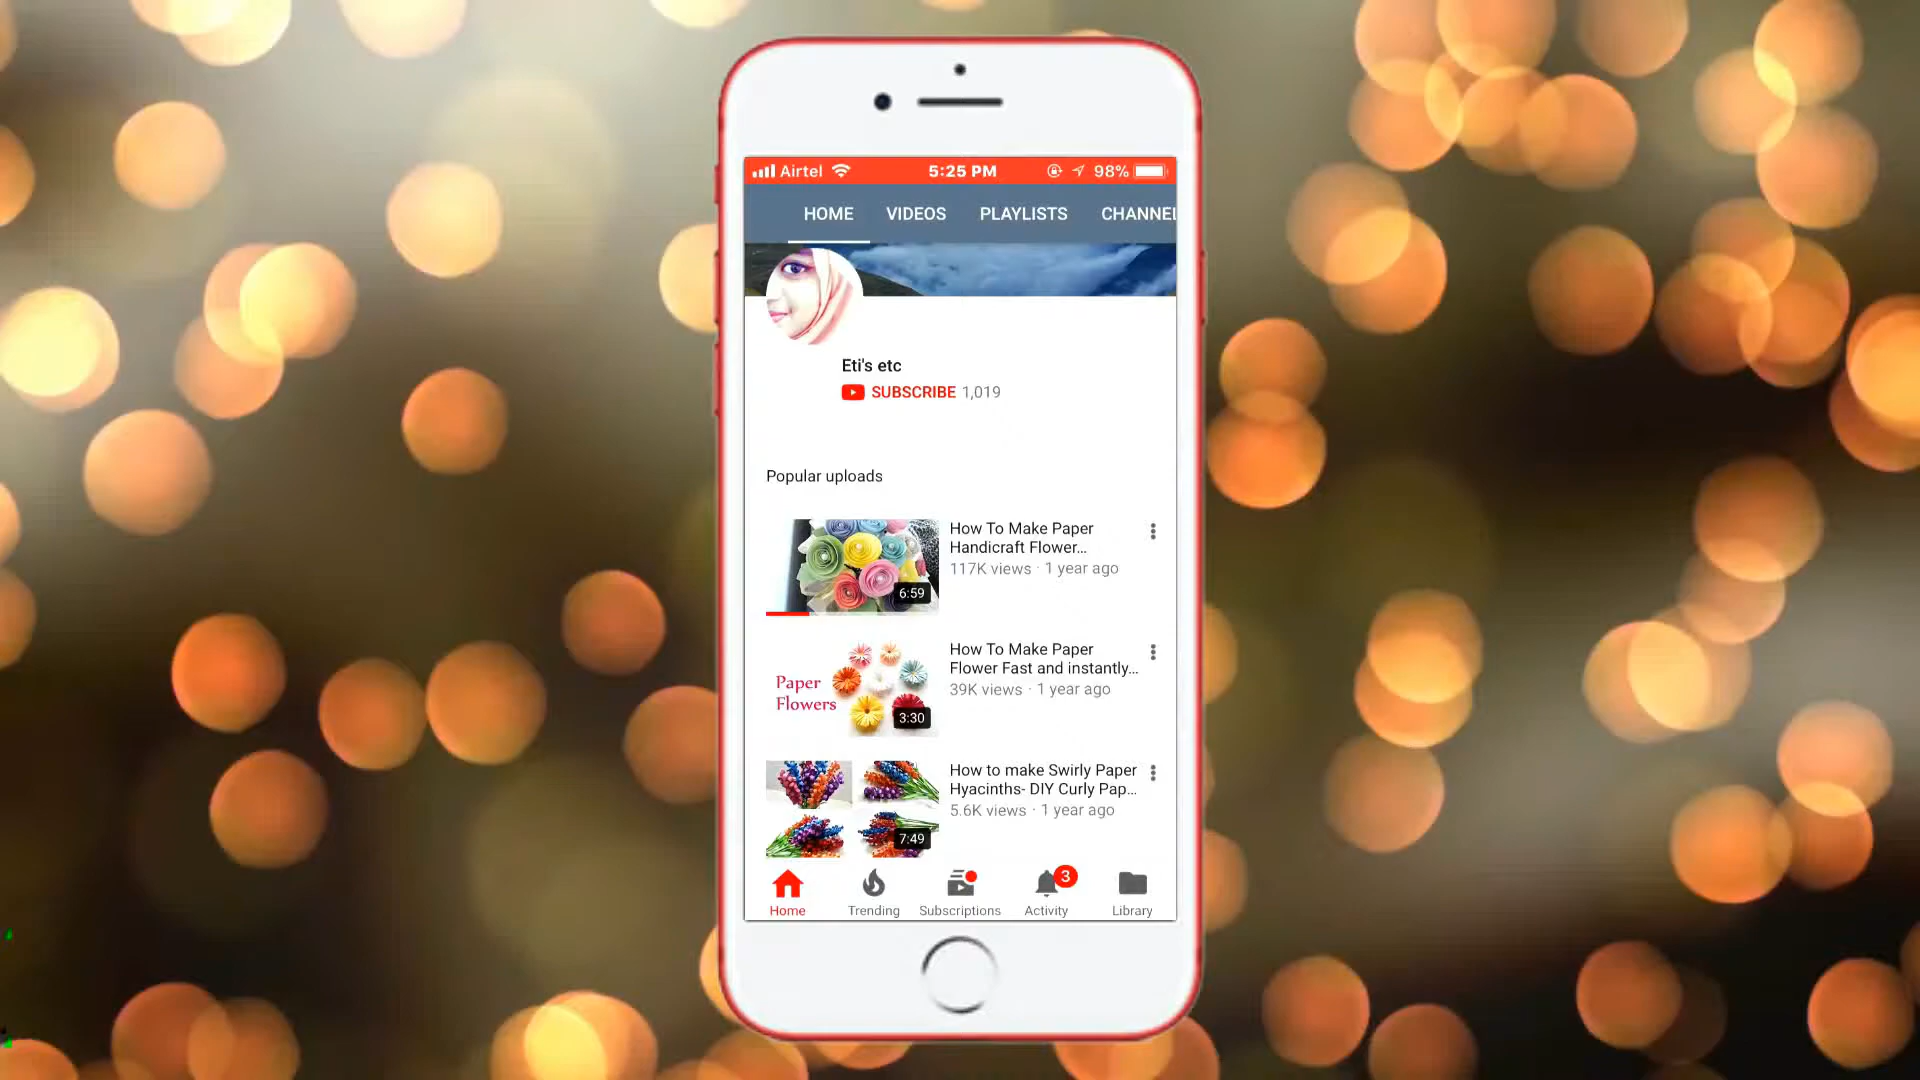 Airtel 5:25 PM 98%
HOME VIDEOS PLAYLISTS CHANNEL
Eti's etc
SUBSCRIBE 1,019
Popular uploads
How To Make Paper
Handicraft Flower...
117K views · 1 year ago
6:59
How To Make Paper
Flower Fast and instantly...
39K views · 1 year ago
Paper
Flowers
3:30
How to make Swirly Paper
Hyacinths- DIY Curly Pap...
5.6K views · 1 year ago
7:49
3
Home Trending Subscriptions Activity Library